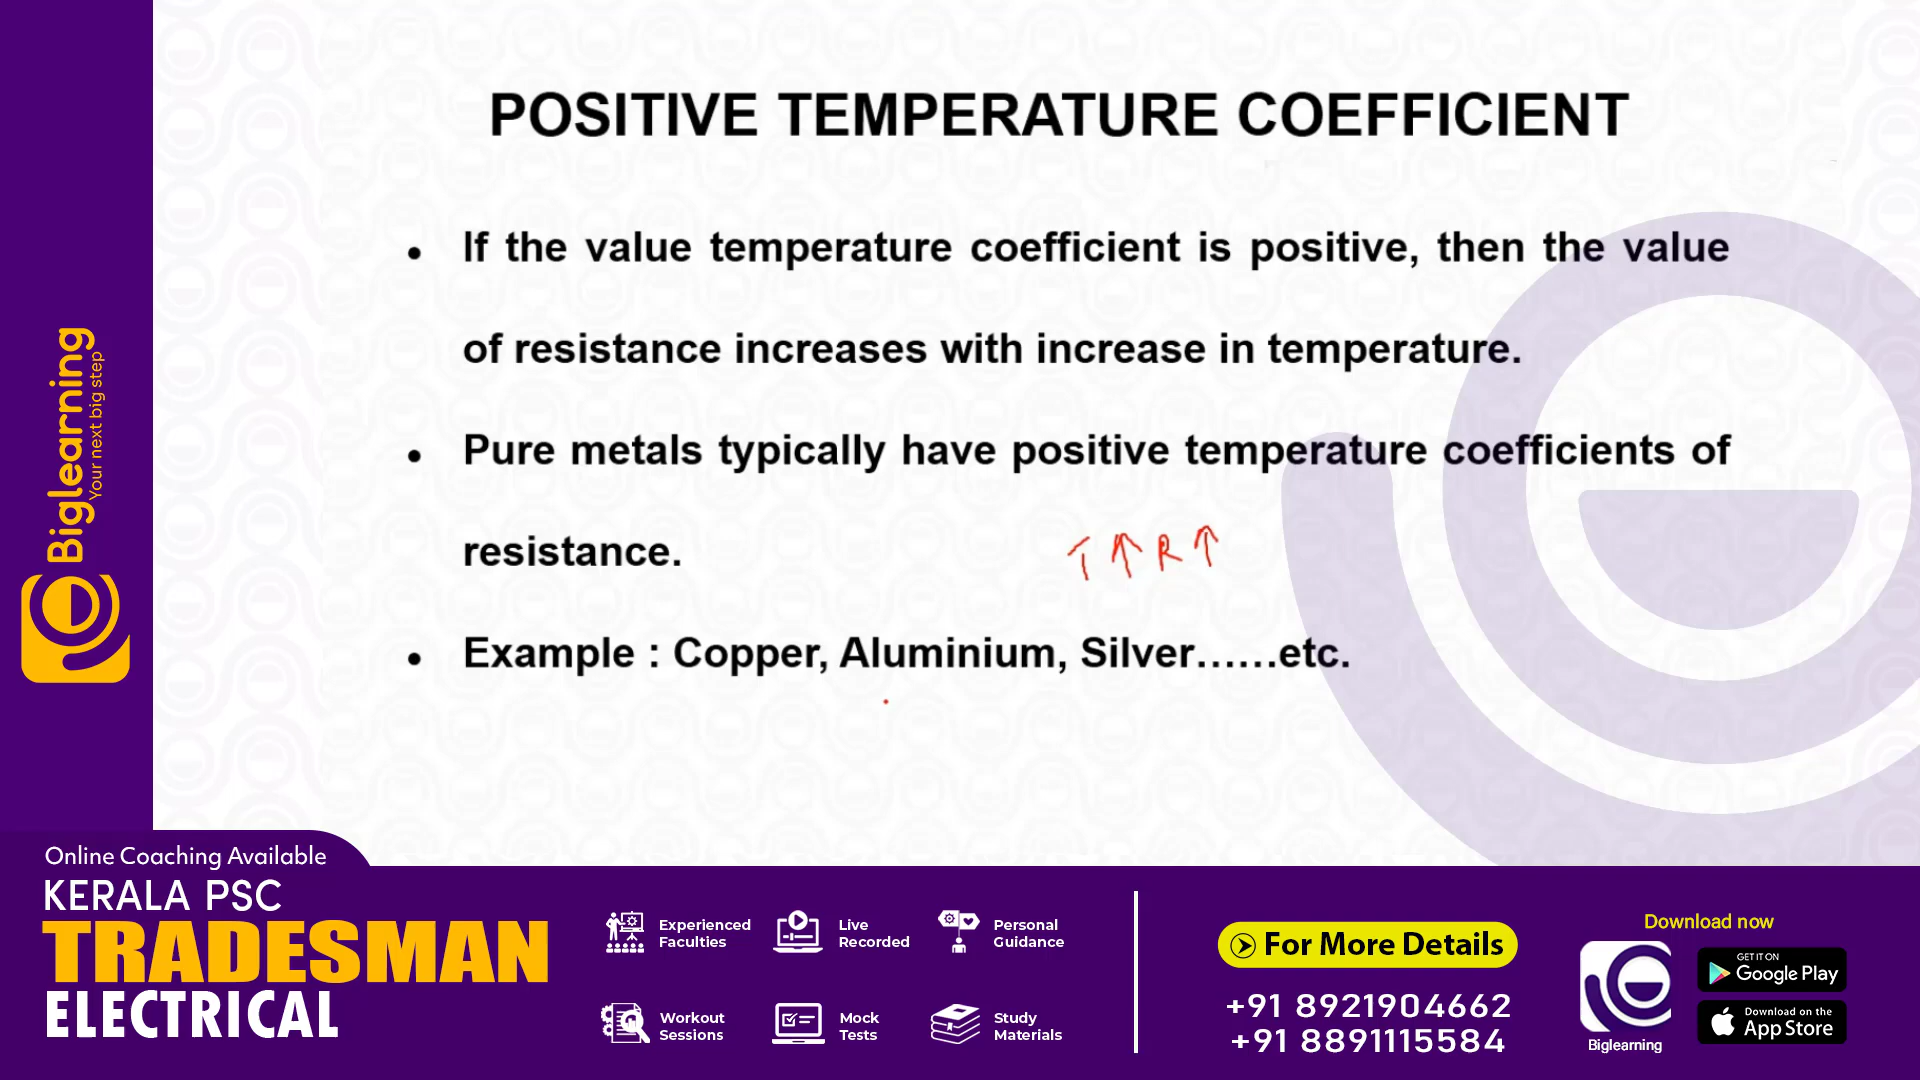 POSITIVE TEMPERATURE COEFFICIENT
• If the value temperature coefficient is positive, then the value
of resistance increases with increase in temperature.
• Pure metals typically have positive temperature coefficients of
resistance.
T ↑ R ↑
• Example : Copper, Aluminium, Silver……etc.
Biglearning
Your next big step
Online Coaching Available
KERALA PSC
TRADESMAN
ELECTRICAL
Experienced
Faculties
Live
Recorded
Personal
Guidance
Workout
Sessions
Mock
Tests
Study
Materials
For More Details
+91 8921904662
+91 8891115584
Download now
Biglearning
GET IT ON
Google Play
Download on the
App Store